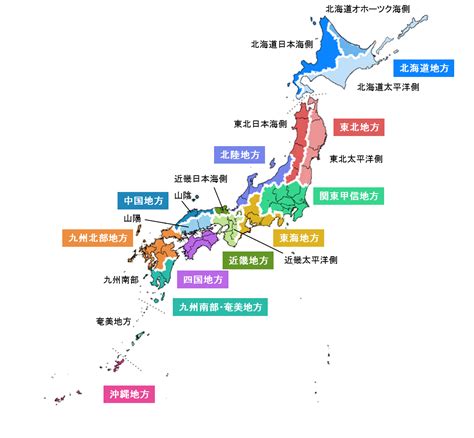 北海道オホーツク海側
北海道日本海側
北海道地方
北海道太平洋側
東北日本海側
東北地方
北陸地方
東北太平洋側
近畿日本海側
山陰
中国地方
関東甲信地方
山陽
九州北部地方
東海地方
近畿地方
近畿太平洋側
九州南部
四国地方
九州南部・奄美地方
奄美地方
沖縄地方